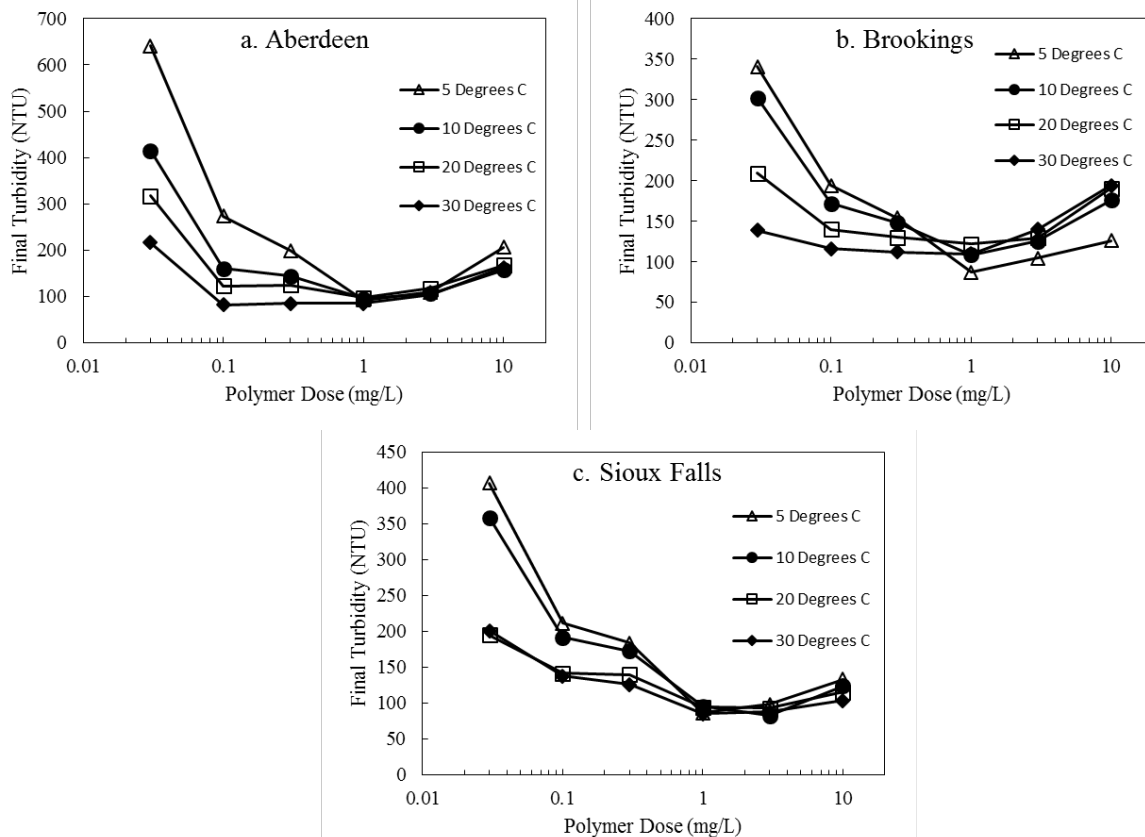 a. Aberdeen
Final Turbidity (NTU)
700
600
500
400
300
200
100
0
5 Degrees C
10 Degrees C
20 Degrees C
30 Degrees C
0.01
0.1
1
10
Polymer Dose (mg/L)
b. Brookings
Final Turbidity (NTU)
400
350
300
250
200
150
100
50
0
5 Degrees C
10 Degrees C
20 Degrees C
30 Degrees C
0.01
0.1
1
10
Polymer Dose (mg/L)
c. Sioux Falls
Final Turbidity (NTU)
450
400
350
300
250
200
150
100
50
0
5 Degrees C
10 Degrees C
20 Degrees C
30 Degrees C
0.01
0.1
1
10
Polymer Dose (mg/L)